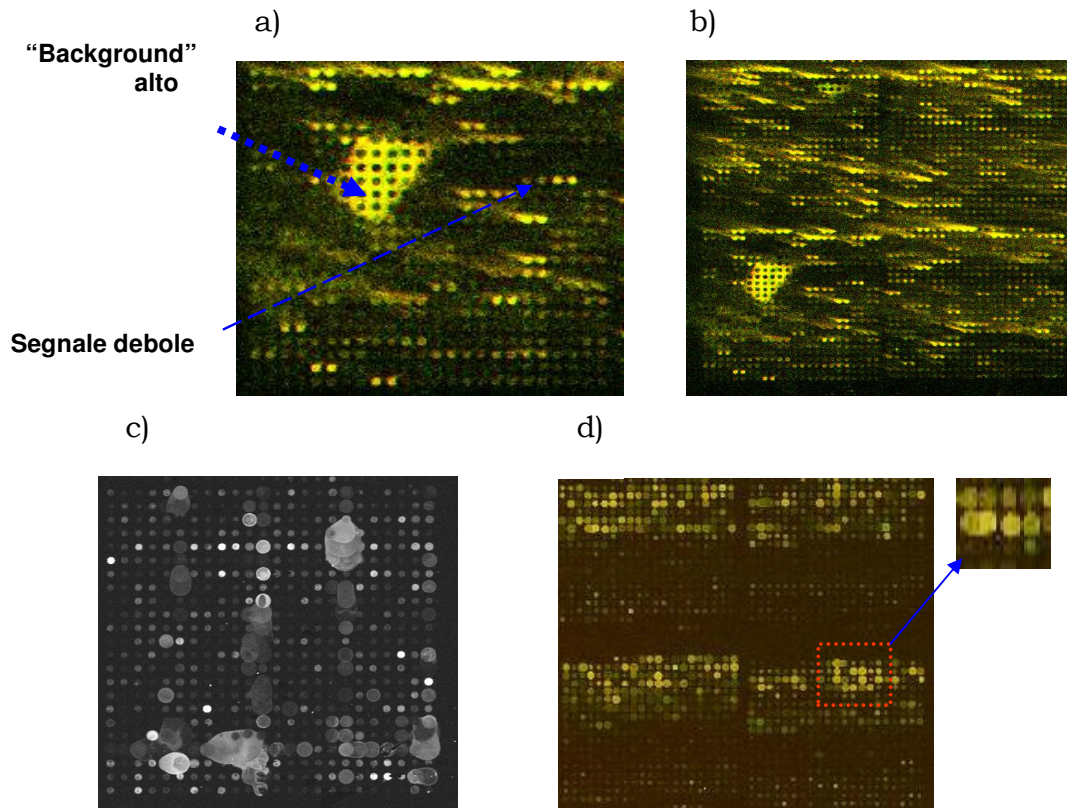 a)
b)
“Background”
alto
Segnale debole
c)
d)